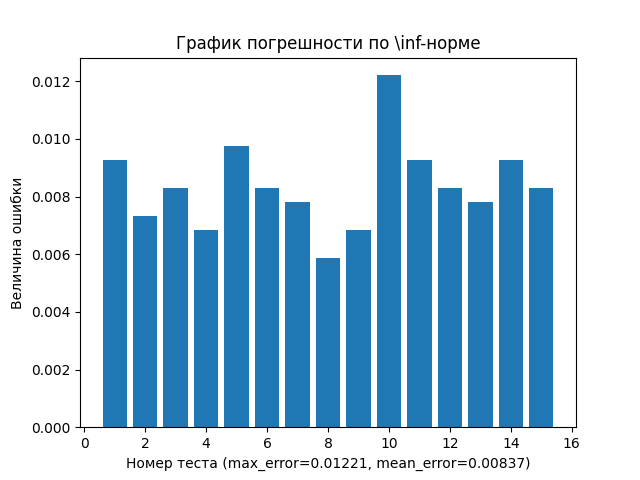 График погрешности по \inf-норме
Величина ошибки
0.012
0.010
0.008
0.006
0.004
0.002
0.000
0 2 4 6 8 10 12 14 16
Номер теста (max_error=0.01221, mean_error=0.00837)